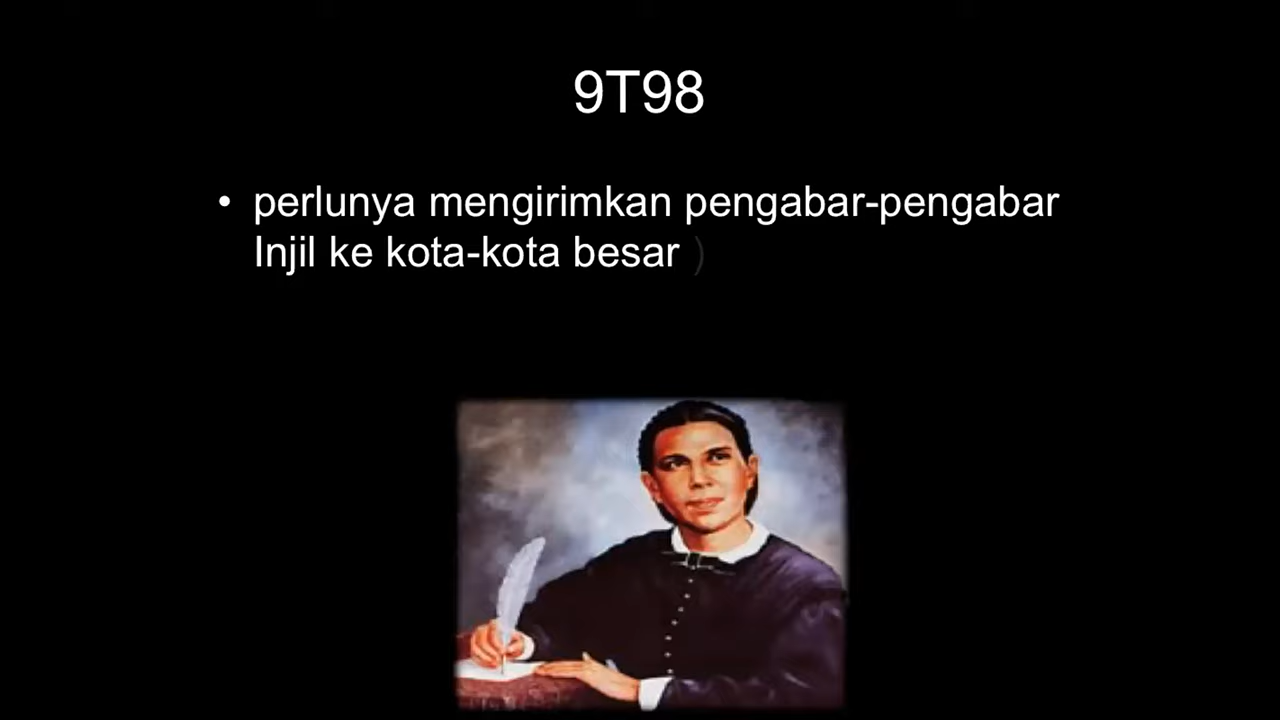 9T98
• perlunya mengirimkan pengabar-pengabar
Injil ke kota-kota besar )